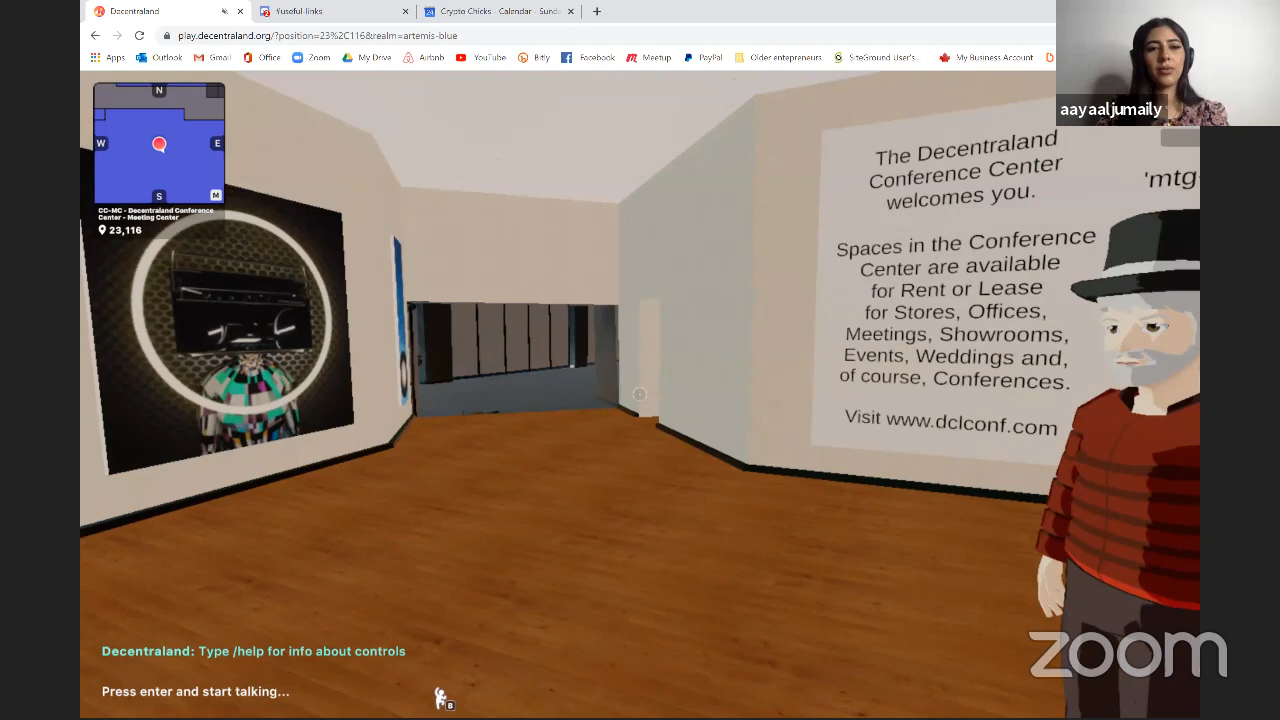 Decentraland
#useful-links
Crypto Chicks - Calendar - Sunda
play.decentraland.org/?position=23%2C116&realm=artemis-blue
Apps Outlook Gmail Office Zoom My Drive Airbnb YouTube Bitly Facebook Meetup PayPal Older entrepreneurs SiteGround User's... My Business Account
aayaaljumaily
N
W
E
S
M
CC-MC - Decentraland Conference
Center - Meeting Center
23,116
The Decentraland
Conference Center
welcomes you.
Spaces in the Conference
Center are available
for Rent or Lease
for Stores, Offices,
Meetings, Showrooms,
Events, Weddings and,
of course, Conferences.
Visit www.dclconf.com
'mtg-
Decentraland: Type /help for info about controls
Press enter and start talking...
B
zoom